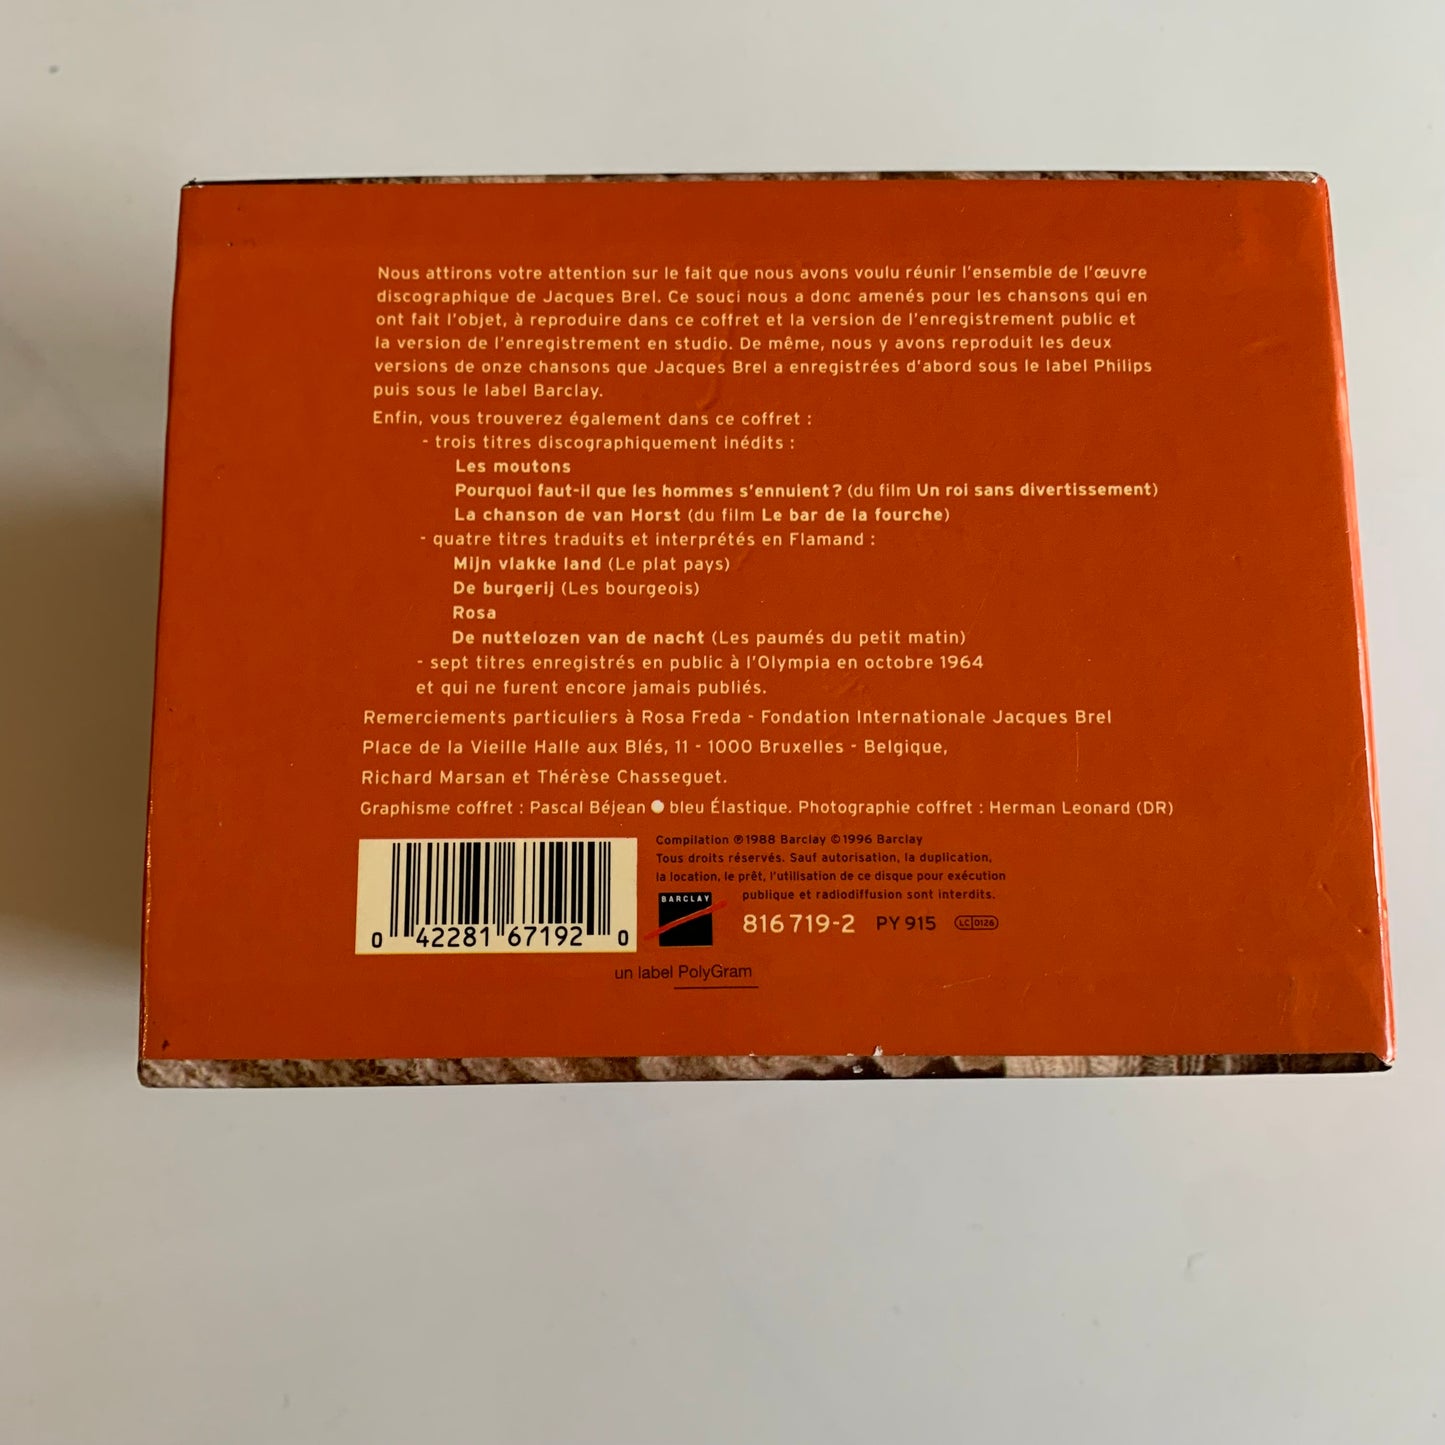 Nous attirons votre attention sur le fait que nous avons voulu réunir l'ensemble de l'œuvre
discographique de Jacques Brel. Ce souci nous a donc amenés pour les chansons qui en
ont fait l'objet, à reproduire dans ce coffret et la version de l'enregistrement public et
la version de l'enregistrement en studio. De même, nous y avons reproduit les deux
versions de onze chansons que Jacques Brel a enregistrées d'abord sous le label Philips
puis sous le label Barclay.
Enfin, vous trouverez également dans ce coffret :
- trois titres discographiquement inédits :
Les moutons
Pourquoi faut-il que les hommes s'ennuient ? (du film Un roi sans divertissement)
La chanson de van Horst (du film Le bar de la fourche)
- quatre titres traduits et interprétés en Flamand :
Mijn vlakke land (Le plat pays)
De burgerij (Les bourgeois)
Rosa
De nuttelozen van de nacht (Les paumés du petit matin)
- sept titres enregistrés en public à l'Olympia en octobre 1964
et qui ne furent encore jamais publiés.
Remerciements particuliers à Rosa Freda - Fondation Internationale Jacques Brel
Place de la Vieille Halle aux Blés, 11 - 1000 Bruxelles - Belgique,
Richard Marsan et Thérèse Chasseguet.
Graphisme coffret : Pascal Béjean ● bleu Élastique. Photographie coffret : Herman Leonard (DR)
Compilation ℗ 1988 Barclay © 1996 Barclay
Tous droits réservés. Sauf autorisation, la duplication,
la location, le prêt, l'utilisation de ce disque pour exécution
publique et radiodiffusion sont interdits.
BARCLAY
816 719-2 PY 915 LC 0126
0 42281 67192 0
un label PolyGram